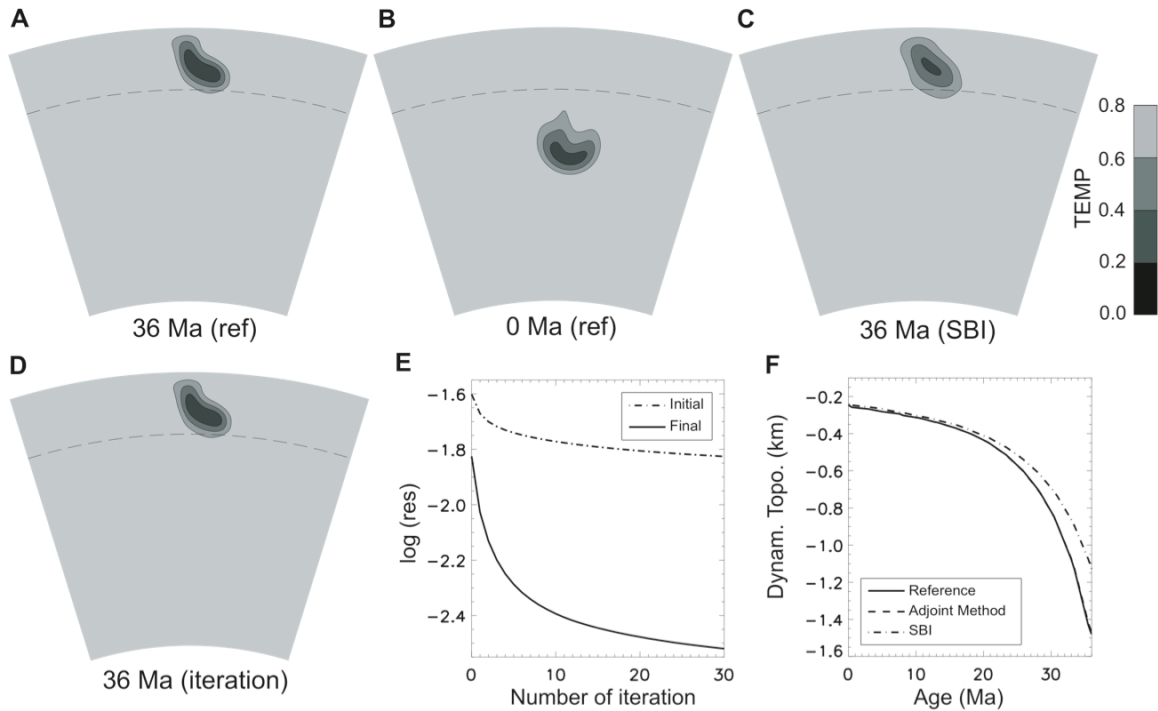 A
B
C
36 Ma (ref)
0 Ma (ref)
36 Ma (SBI)
TEMP
0.8
0.6
0.4
0.2
0.0
D
36 Ma (iteration)
E
log (res)
−1.6
−1.8
−2.0
−2.2
−2.4
Initial
Final
0 10 20 30
Number of iteration
F
Dynam. Topo. (km)
−0.2
−0.4
−0.6
−0.8
−1.0
−1.2
−1.4
−1.6
Reference
Adjoint Method
SBI
0 10 20 30
Age (Ma)